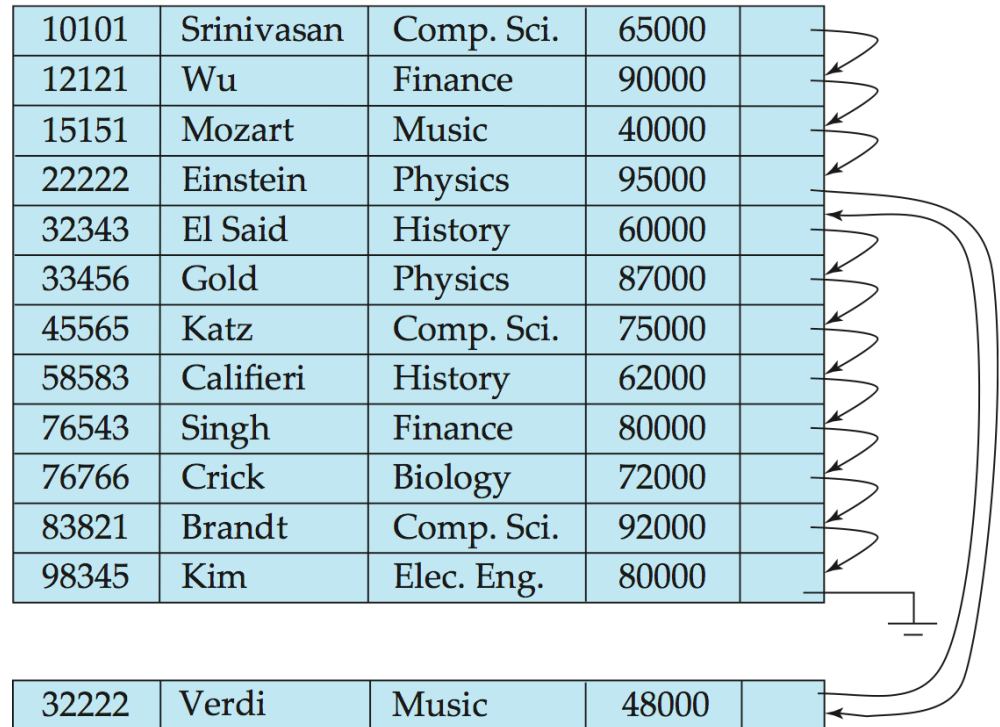 10101 Srinivasan Comp. Sci. 65000
12121 Wu Finance 90000
15151 Mozart Music 40000
22222 Einstein Physics 95000
32343 El Said History 60000
33456 Gold Physics 87000
45565 Katz Comp. Sci. 75000
58583 Califieri History 62000
76543 Singh Finance 80000
76766 Crick Biology 72000
83821 Brandt Comp. Sci. 92000
98345 Kim Elec. Eng. 80000
32222 Verdi Music 48000